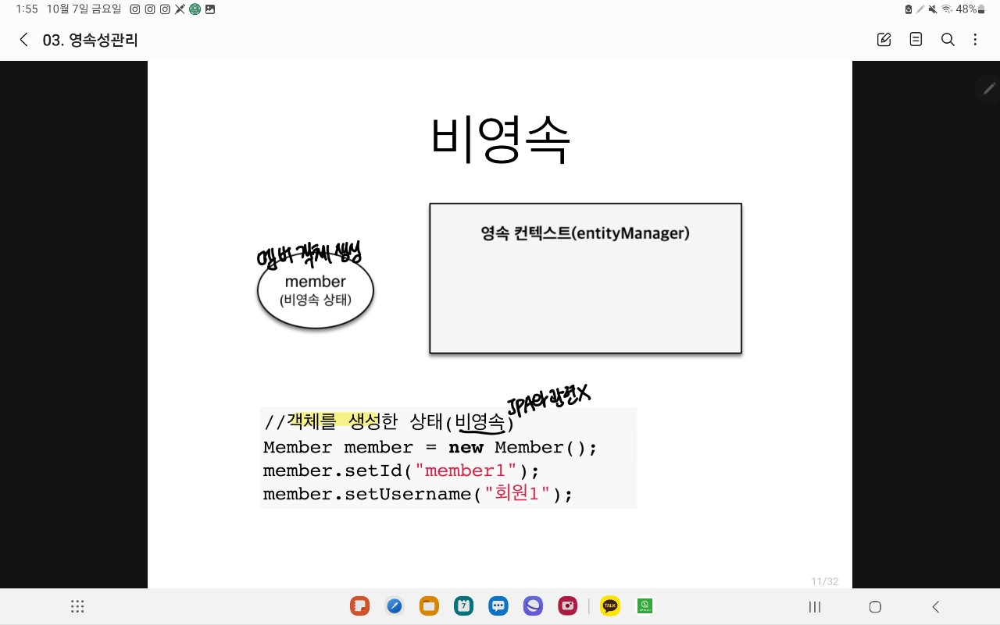 1:55 10월 7일 금요일
48%
03. 영속성관리
비영속
영속 컨텍스트(entityManager)
멤버 객체 생성
member
(비영속 상태)
JPA와 관련X
//객체를 생성한 상태(비영속)
Member member = new Member();
member.setId("member1");
member.setUsername("회원1");
11/32
7
TALK